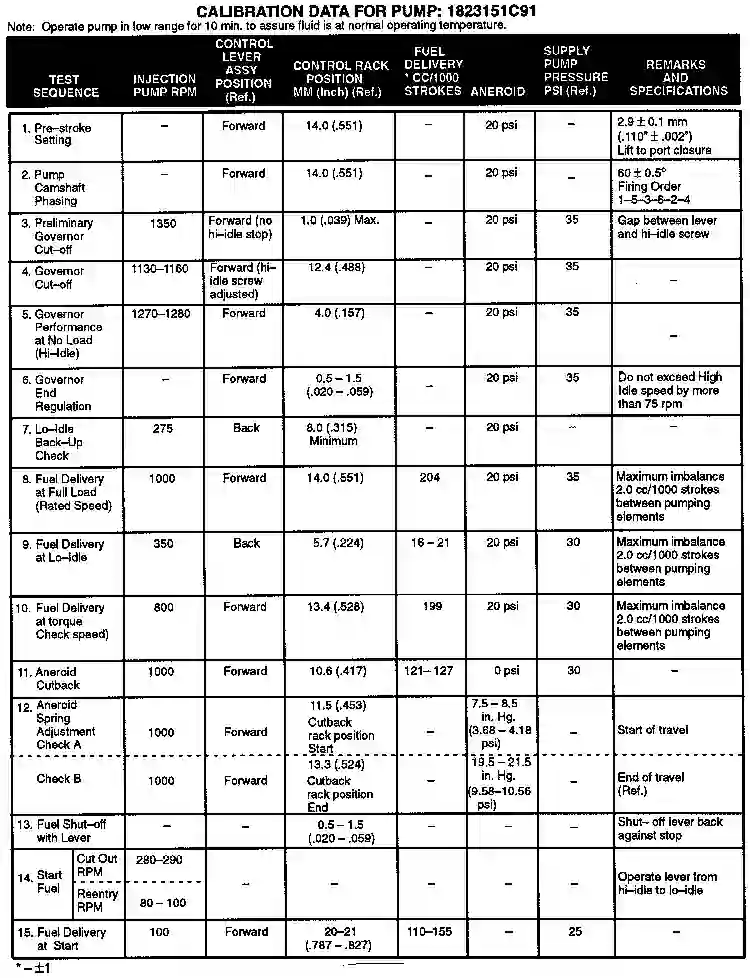 CALIBRATION DATA FOR PUMP: 1823151C91
Note: Operate pump in low range for 10 min. to assure fluid is at normal operating temperature.
TEST SEQUENCE | INJECTION PUMP RPM | CONTROL LEVER ASSY POSITION (Ref.) | CONTROL RACK POSITION MM (Inch) (Ref.) | FUEL DELIVERY * CC/1000 STROKES | ANEROID | SUPPLY PUMP PRESSURE PSI (Ref.) | REMARKS AND SPECIFICATIONS
1. Pre–stroke Setting | – | Forward | 14.0 (.551) | – | 20 psi | – | 2.9 ± 0.1 mm (.110" ± .002") Lift to port closure
2. Pump Camshaft Phasing | – | Forward | 14.0 (.551) | – | 20 psi | – | 60 ± 0.5° Firing Order 1–5–3–6–2–4
3. Preliminary Governor Cut–off | 1350 | Forward (no hi–idle stop) | 1.0 (.039) Max. | – | 20 psi | 35 | Gap between lever and hi–idle screw
4. Governor Cut–off | 1130–1160 | Forward (hi–idle screw adjusted) | 12.4 (.488) | – | 20 psi | 35 | –
5. Governor Performance at No Load (Hi–Idle) | 1270–1280 | Forward | 4.0 (.157) | – | 20 psi | 35 | –
6. Governor End Regulation | – | Forward | 0.5 – 1.5 (.020 – .059) | – | 20 psi | 35 | Do not exceed High Idle speed by more than 75 rpm
7. Lo–Idle Back–Up Check | 275 | Back | 8.0 (.315) Minimum | – | 20 psi | – | –
8. Fuel Delivery at Full Load (Rated Speed) | 1000 | Forward | 14.0 (.551) | 204 | 20 psi | 35 | Maximum imbalance 2.0 cc/1000 strokes between pumping elements
9. Fuel Delivery at Lo–idle | 350 | Back | 5.7 (.224) | 16 – 21 | 20 psi | 30 | Maximum imbalance 2.0 cc/1000 strokes between pumping elements
10. Fuel Delivery at torque Check speed) | 800 | Forward | 13.4 (.528) | 199 | 20 psi | 30 | Maximum imbalance 2.0 cc/1000 strokes between pumping elements
11. Aneroid Cutback | 1000 | Forward | 10.6 (.417) | 121– 127 | 0 psi | 30 | –
12. Aneroid Spring Adjustment Check A | 1000 | Forward | 11.5 (.453) Cutback rack position Start | – | 7.5 – 8.5 in. Hg. (3.68 – 4.18 psi) | – | Start of travel
Check B | 1000 | Forward | 13.3 (.524) Cutback rack position End | – | 19.5 – 21.5 in. Hg. (9.58–10.56 psi) | – | End of travel (Ref.)
13. Fuel Shut–off with Lever | – | – | 0.5 – 1.5 (.020 – .059) | – | – | – | Shut– off lever back against stop
14. Start Fuel | Cut Out RPM | 280–290 | – | – | – | – | – | Operate lever from hi–idle to lo–idle
Reentry RPM | 80 – 100
15. Fuel Delivery at Start | 100 | Forward | 20–21 (.787 – .827) | 110–155 | – | 25 | –
* – ±1